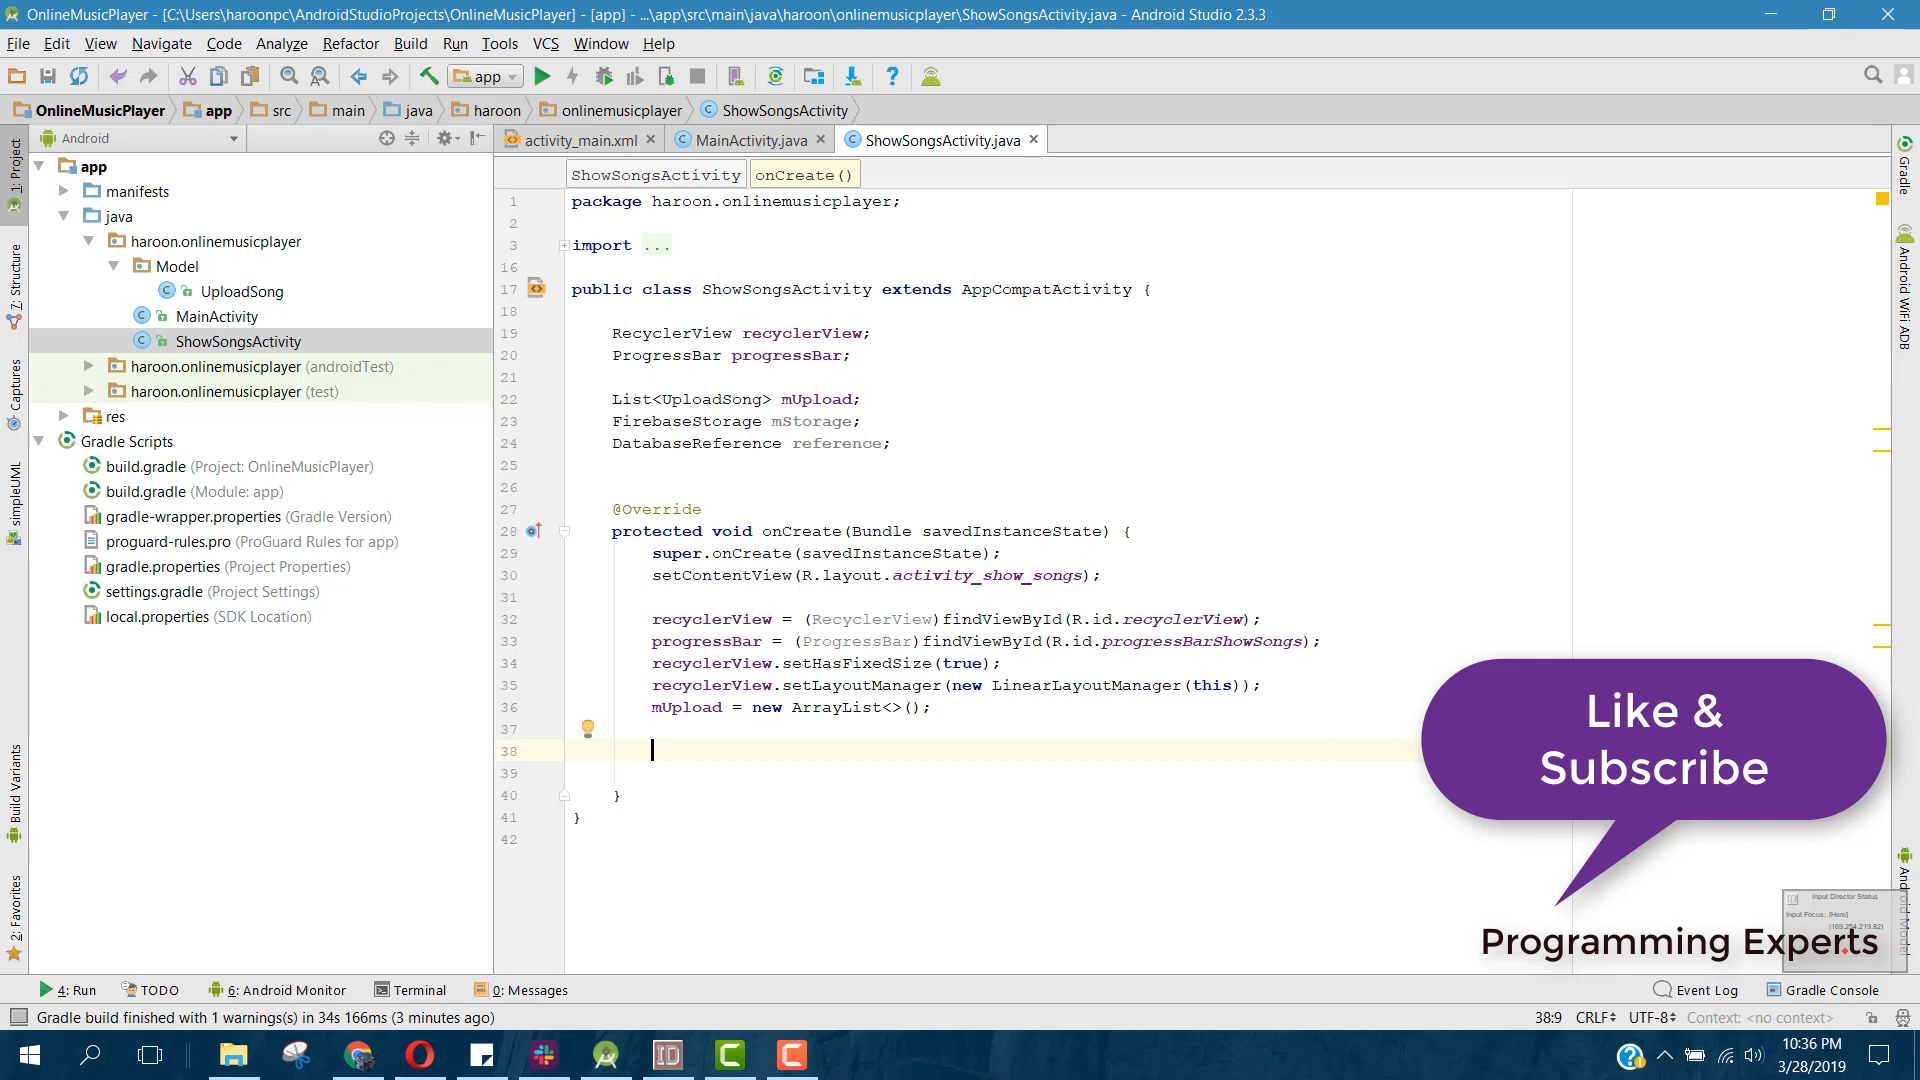 OnlineMusicPlayer - [C:\Users\haroonpc\AndroidStudioProjects\OnlineMusicPlayer] - [app] - ...\app\src\main\java\haroon\onlinemusicplayer\ShowSongsActivity.java - Android Studio 2.3.3
File Edit View Navigate Code Analyze Refactor Build Run Tools VCS Window Help
app
OnlineMusicPlayer app src main java haroon onlinemusicplayer ShowSongsActivity
Android
activity_main.xml MainActivity.java ShowSongsActivity.java
ShowSongsActivity onCreate()
1: Project
7: Structure
Captures
simpleUML
Build Variants
2: Favorites
app
manifests
java
haroon.onlinemusicplayer
Model
UploadSong
MainActivity
ShowSongsActivity
haroon.onlinemusicplayer (androidTest)
haroon.onlinemusicplayer (test)
res
Gradle Scripts
build.gradle (Project: OnlineMusicPlayer)
build.gradle (Module: app)
gradle-wrapper.properties (Gradle Version)
proguard-rules.pro (ProGuard Rules for app)
gradle.properties (Project Properties)
settings.gradle (Project Settings)
local.properties (SDK Location)
1 package haroon.onlinemusicplayer;
2
3 import ...
16
17 public class ShowSongsActivity extends AppCompatActivity {
18
19 RecyclerView recyclerView;
20 ProgressBar progressBar;
21
22 List<UploadSong> mUpload;
23 FirebaseStorage mStorage;
24 DatabaseReference reference;
25
26
27 @Override
28 protected void onCreate(Bundle savedInstanceState) {
29 super.onCreate(savedInstanceState);
30 setContentView(R.layout.activity_show_songs);
31
32 recyclerView = (RecyclerView)findViewById(R.id.recyclerView);
33 progressBar = (ProgressBar)findViewById(R.id.progressBarShowSongs);
34 recyclerView.setHasFixedSize(true);
35 recyclerView.setLayoutManager(new LinearLayoutManager(this));
36 mUpload = new ArrayList<>();
37
38
39
40 }
41 }
42
Gradle
Android WiFi ADB
Android Model
Like &
Subscribe
Programming Experts
Input Director Status
Input Focus: [Here]
(169.254.219.82)
4: Run TODO 6: Android Monitor Terminal 0: Messages Event Log Gradle Console
Gradle build finished with 1 warnings(s) in 34s 166ms (3 minutes ago) 38:9 CRLF UTF-8 Context: <no context>
10:36 PM
3/28/2019